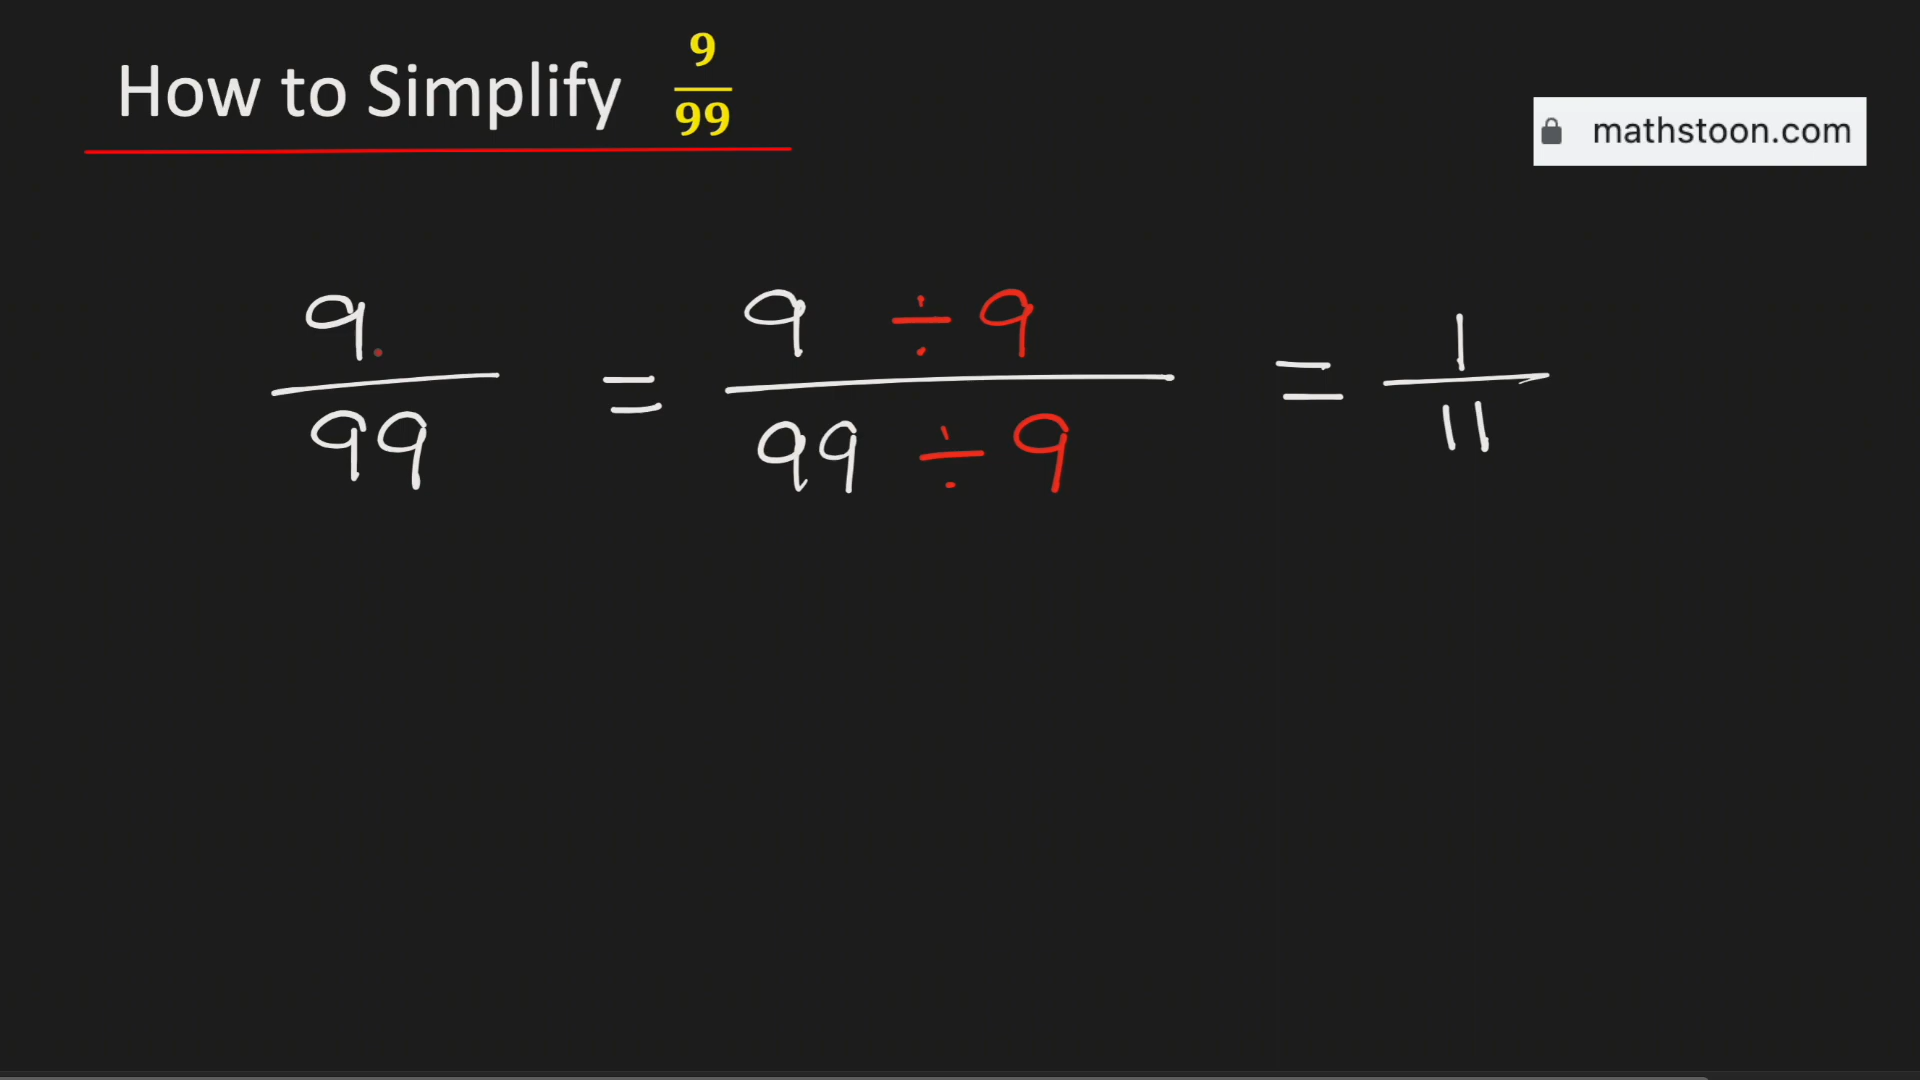 How to Simplify 9/99
mathstoon.com
9/99 = 9 ÷ 9 / 99 ÷ 9 = 1/11